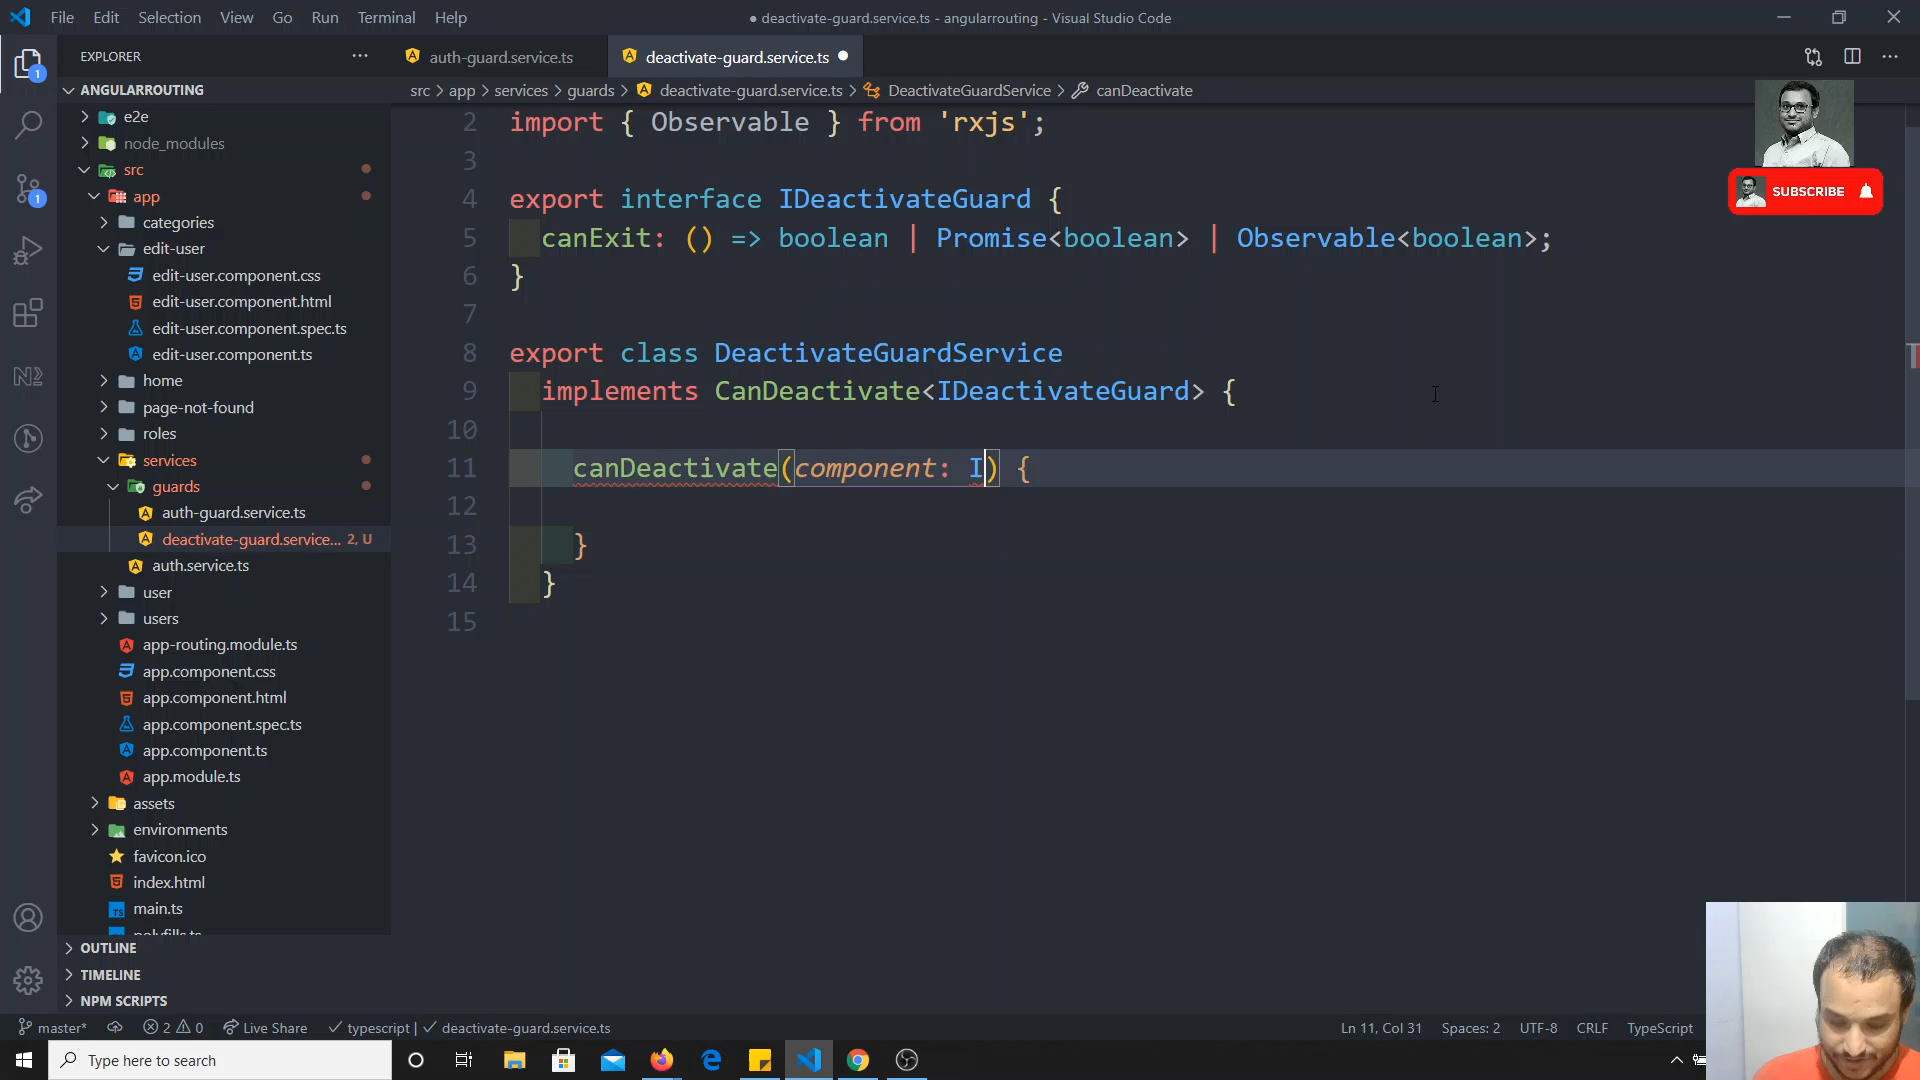 File Edit Selection View Go Run Terminal Help
● deactivate-guard.service.ts - angularrouting - Visual Studio Code
EXPLORER
auth-guard.service.ts
deactivate-guard.service.ts
ANGULARROUTING
src > app > services > guards > deactivate-guard.service.ts > DeactivateGuardService > canDeactivate
e2e
node_modules
src
app
categories
edit-user
edit-user.component.css
edit-user.component.html
edit-user.component.spec.ts
edit-user.component.ts
home
page-not-found
roles
services
guards
auth-guard.service.ts
deactivate-guard.service... 2, U
auth.service.ts
user
users
app-routing.module.ts
app.component.css
app.component.html
app.component.spec.ts
app.component.ts
app.module.ts
assets
environments
favicon.ico
index.html
main.ts
polyfills.ts
OUTLINE
TIMELINE
NPM SCRIPTS
2 import { Observable } from 'rxjs';
3
4 export interface IDeactivateGuard {
5 canExit: () => boolean | Promise<boolean> | Observable<boolean>;
6 }
7
8 export class DeactivateGuardService
9 implements CanDeactivate<IDeactivateGuard> {
10
11 canDeactivate(component: I) {
12
13 }
14 }
15
SUBSCRIBE
1
1
master* 2 0 Live Share typescript | deactivate-guard.service.ts
Ln 11, Col 31 Spaces: 2 UTF-8 CRLF TypeScript
Type here to search